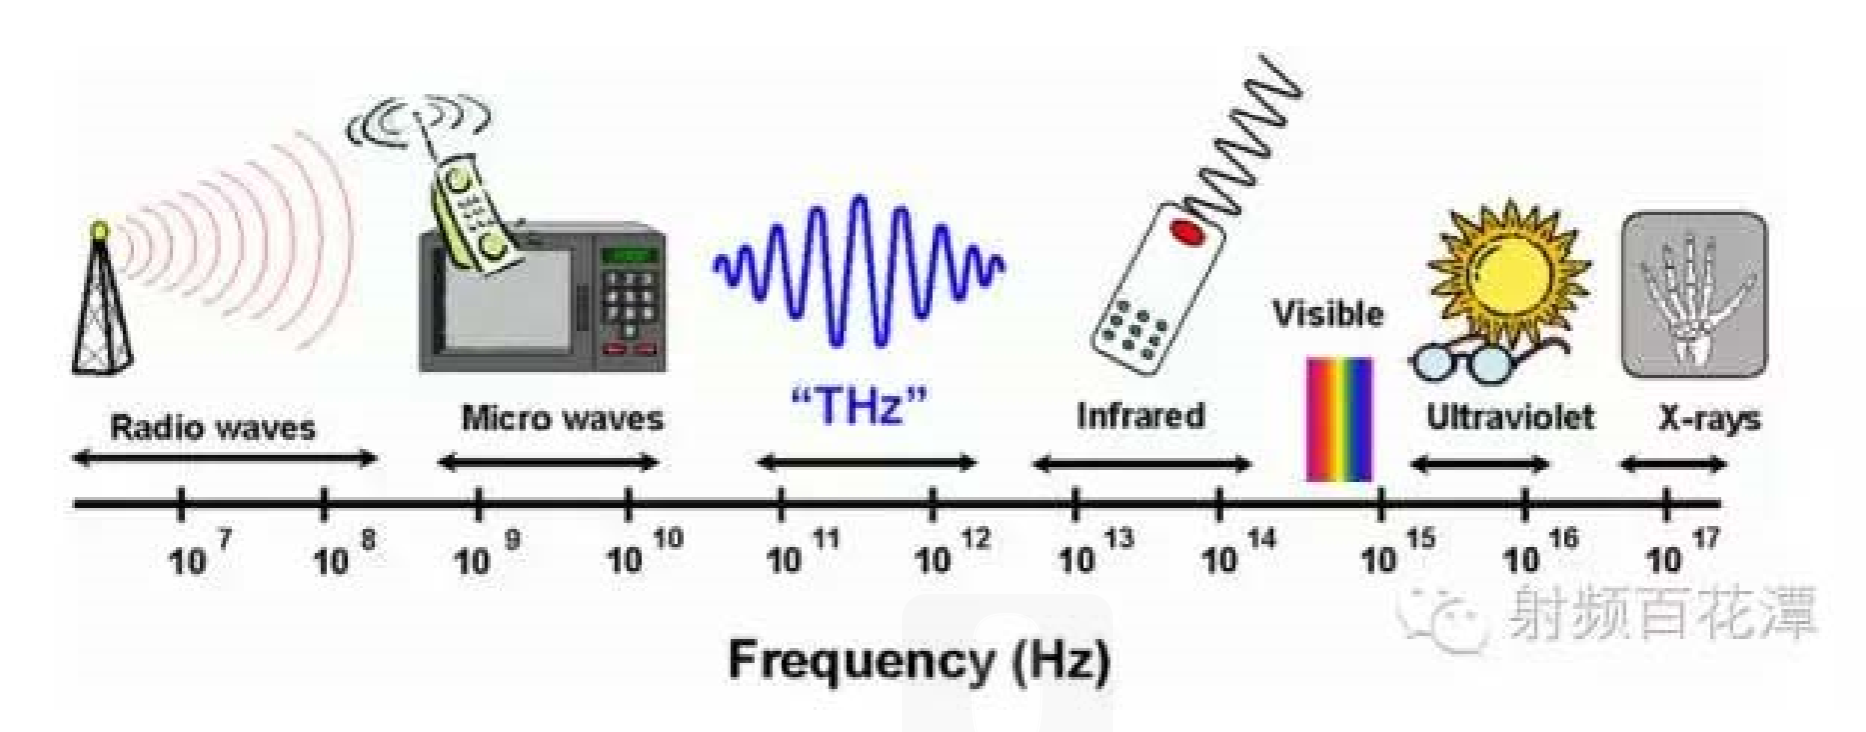 Visible
"THz"
Radio waves
Micro waves
Infrared
Ultraviolet
X-rays
10 7 10 8 10 9 10 10 10 11 10 12 10 13 10 14 10 15 10 16 10 17
射频百花潭
Frequency (Hz)